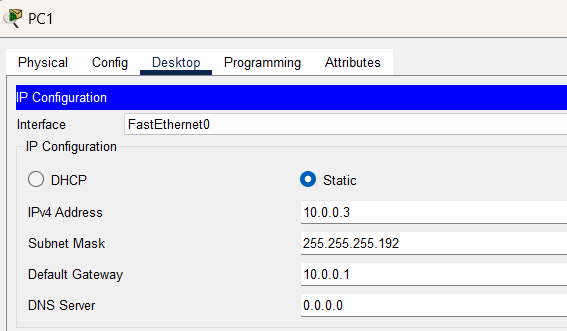 PC1
Physical Config Desktop Programming Attributes
IP Configuration
Interface FastEthernet0
IP Configuration
DHCP Static
IPv4 Address 10.0.0.3
Subnet Mask 255.255.255.192
Default Gateway 10.0.0.1
DNS Server 0.0.0.0